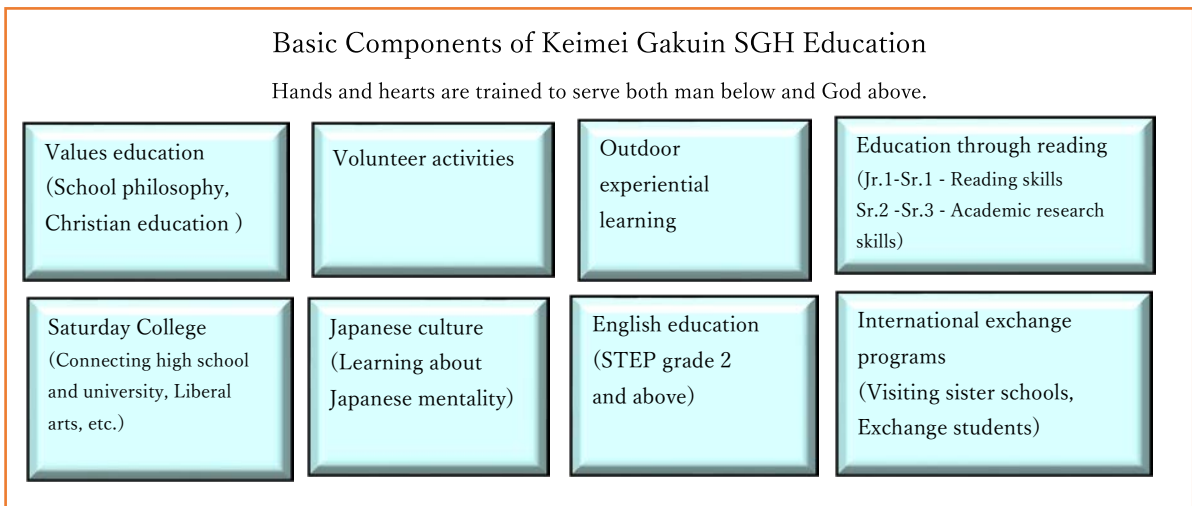 Basic Components of Keimei Gakuin SGH Education
Hands and hearts are trained to serve both man below and God above.
Values education
(School philosophy,
Christian education )
Volunteer activities
Outdoor
experiential
learning
Education through reading
(Jr.1-Sr.1 - Reading skills
Sr.2 -Sr.3 - Academic research
skills)
Saturday College
(Connecting high school
and university, Liberal
arts, etc.)
Japanese culture
(Learning about
Japanese mentality)
English education
(STEP grade 2
and above)
International exchange
programs
(Visiting sister schools,
Exchange students)